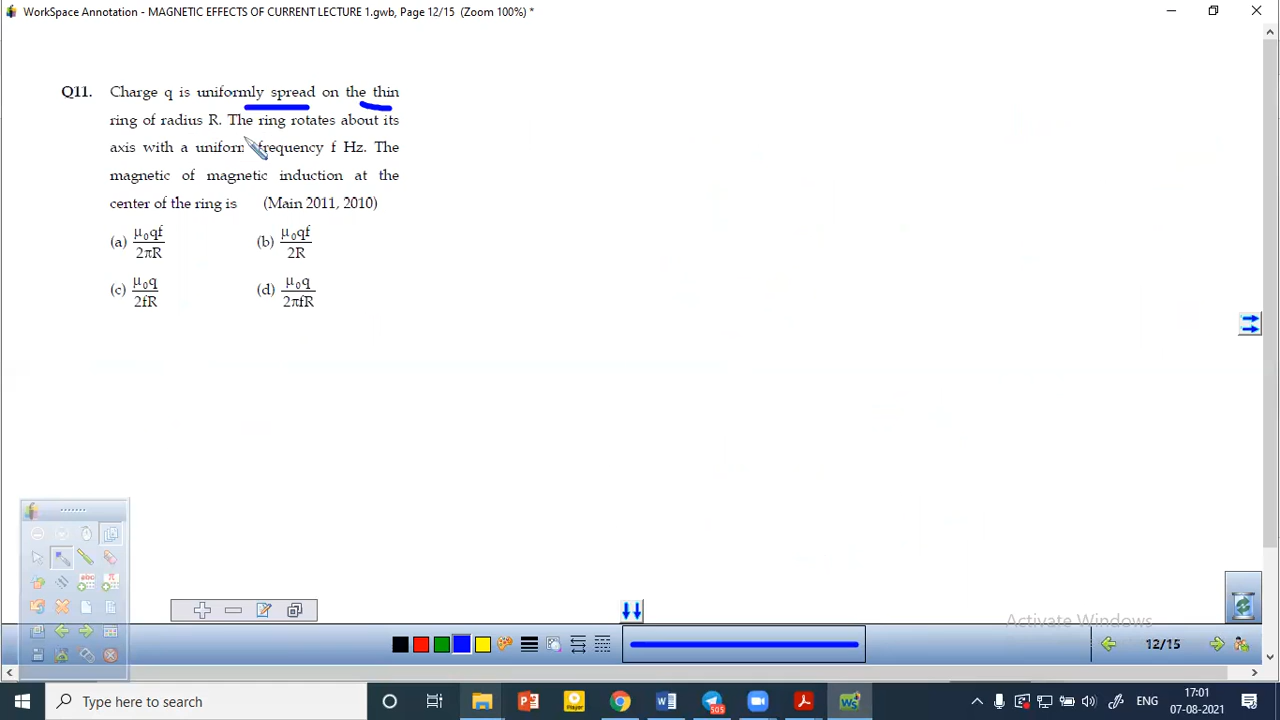 WorkSpace Annotation - MAGNETIC EFFECTS OF CURRENT LECTURE 1.gwb, Page 12/15 (Zoom 100%) *
Q11. Charge q is uniformly spread on the thin
ring of radius R. The ring rotates about its
axis with a uniform frequency f Hz. The
magnetic of magnetic induction at the
center of the ring is (Main 2011, 2010)
(a) μ₀qf/2πR (b) μ₀qf/2R
(c) μ₀q/2fR (d) μ₀q/2πfR
Activate Windows
12/15
Type here to search
ENG
17:01
07-08-2021